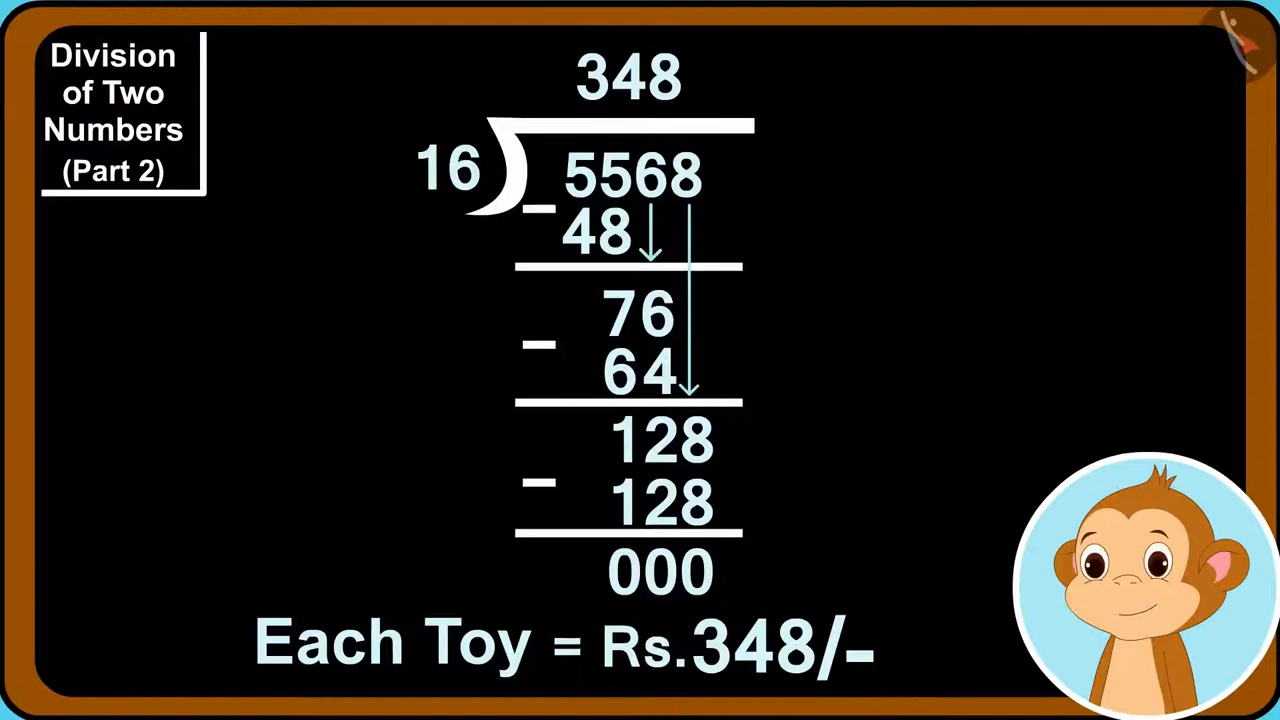 Division
of Two
Numbers
(Part 2)
348
16 5568
- 48
76
- 64
128
- 128
000
Each Toy = Rs.348/-